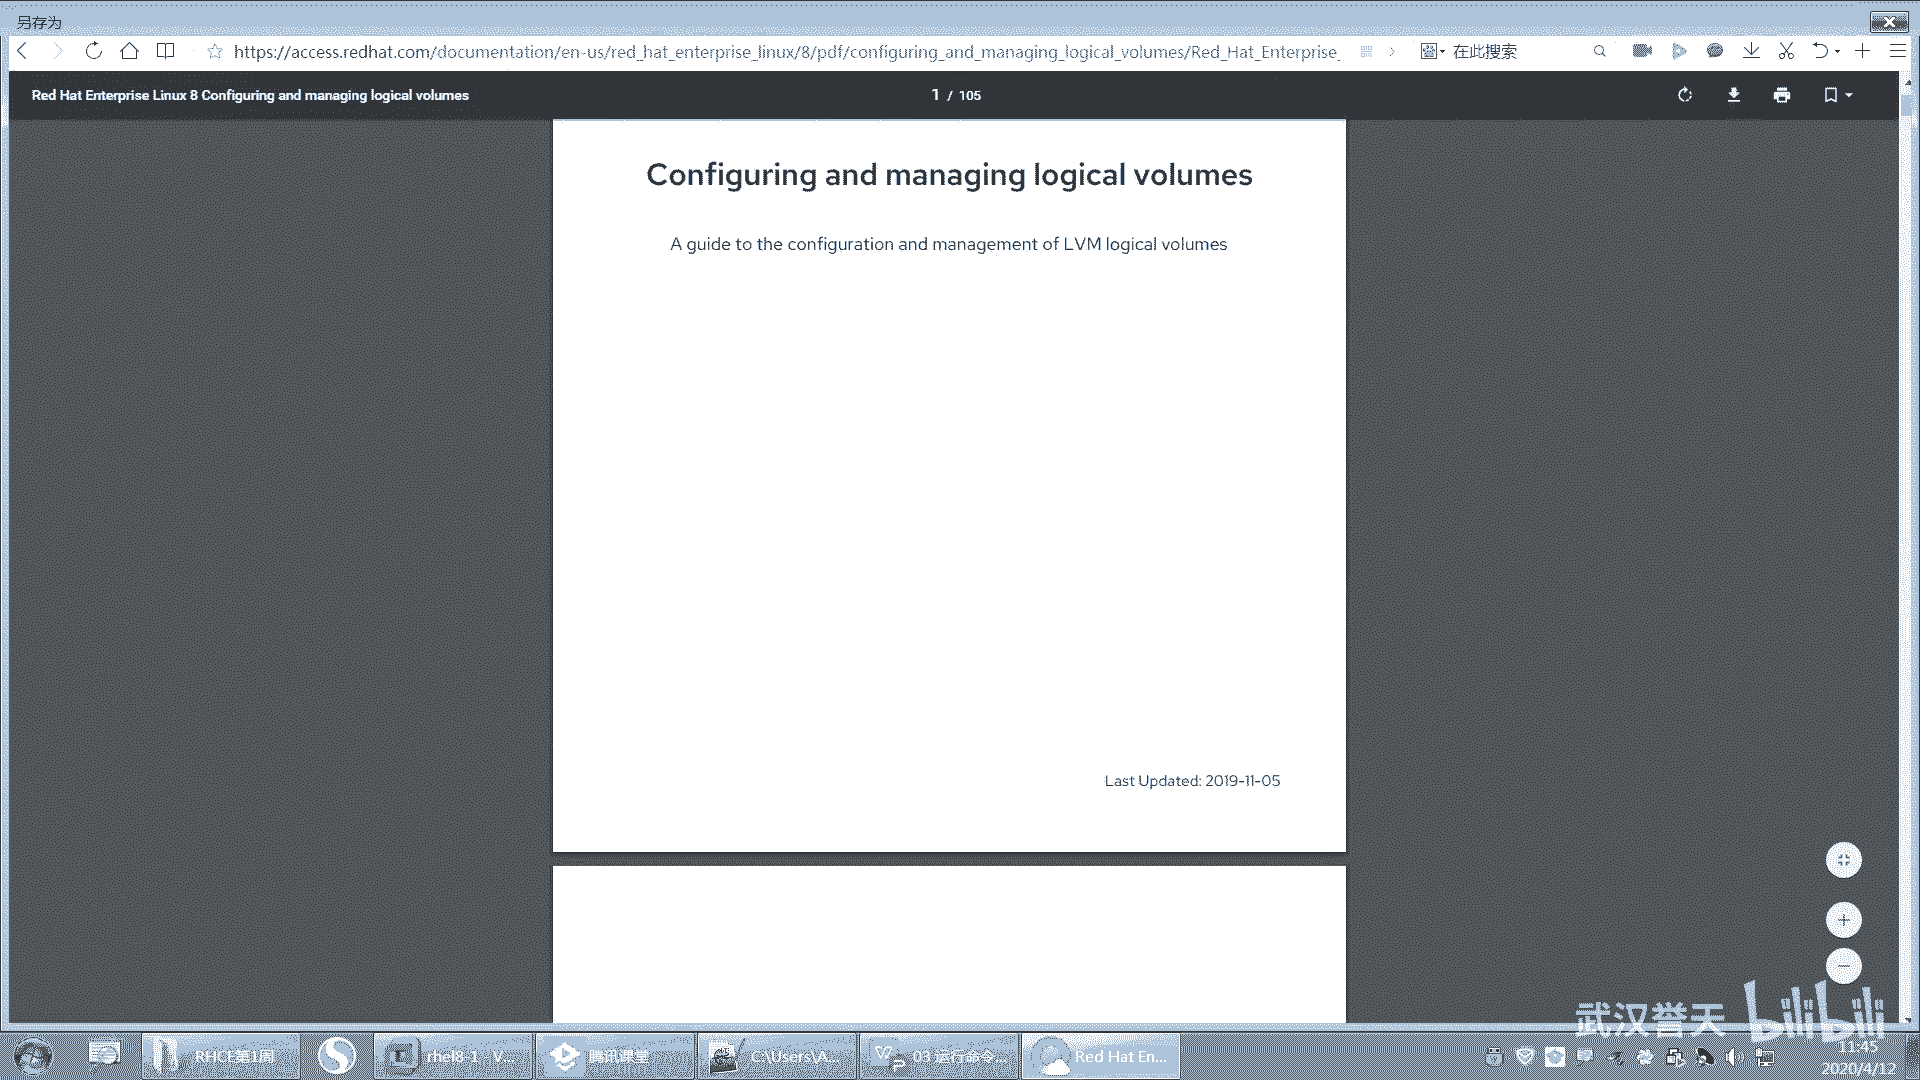 另存为
https://access.redhat.com/documentation/en-us/red_hat_enterprise_linux/8/pdf/configuring_and_managing_logical_volumes/Red_Hat_Enterprise_
在此搜索
Red Hat Enterprise Linux 8 Configuring and managing logical volumes
1 / 105
Configuring and managing logical volumes
A guide to the configuration and management of LVM logical volumes
Last Updated: 2019-11-05
武汉誉天 bilibili
RHCE第1周
rhel8-1 - V...
腾讯课堂
C:\Users\A...
03 运行命令...
Red Hat En...
11:45
2020/4/12